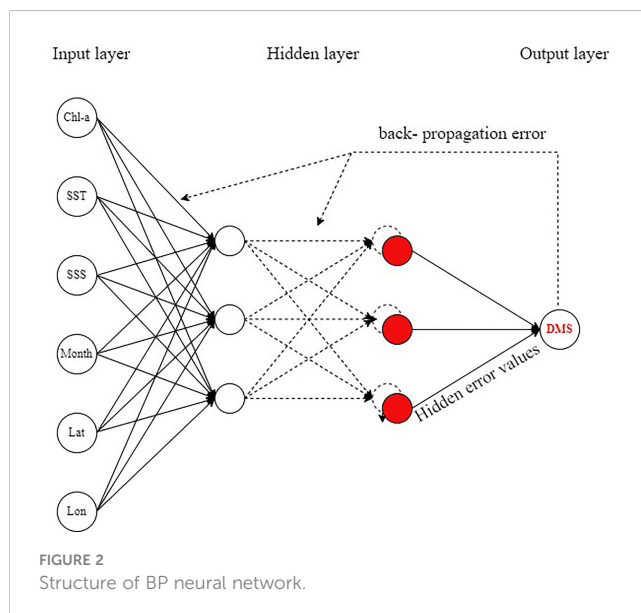 Input layer
Hidden layer
Output layer
Chl-a
back- propagation error
SST
SSS
Month
DMS
Hidden error values
Lat
Lon
FIGURE 2
Structure of BP neural network.